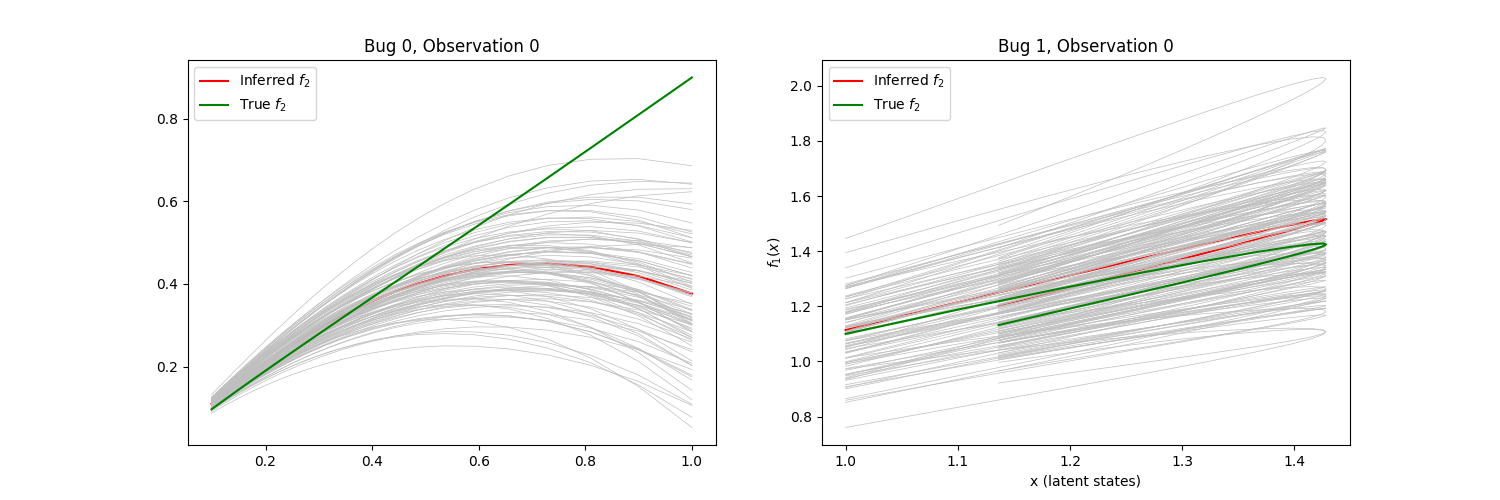 Bug 0, Observation 0
Inferred f₂
True f₂
0.8
0.6
0.4
0.2
0.2 0.4 0.6 0.8 1.0
Bug 1, Observation 0
Inferred f₂
True f₂
f₁(x)
2.0
1.8
1.6
1.4
1.2
1.0
0.8
1.0 1.1 1.2 1.3 1.4
x (latent states)